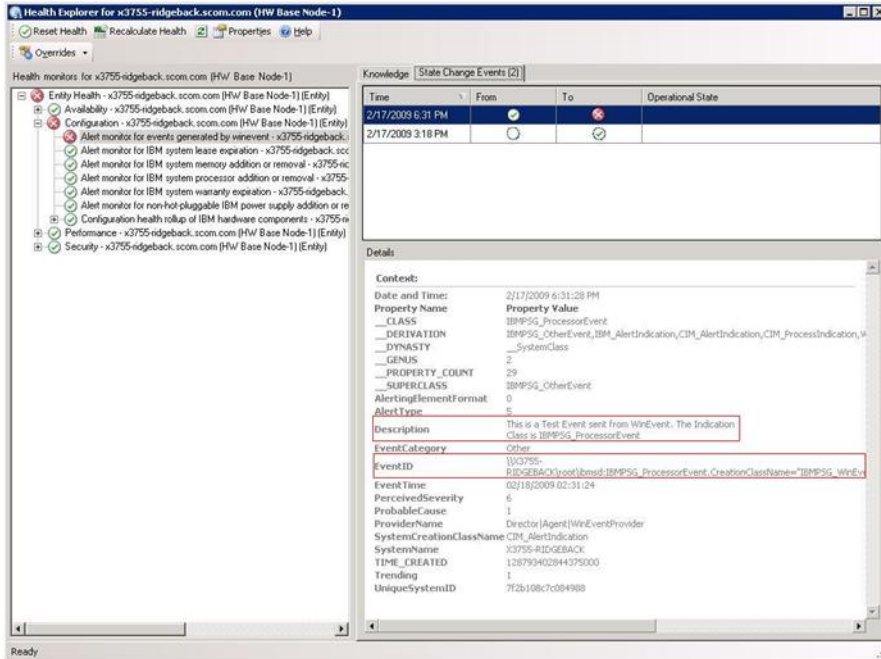 Health Explorer for x3755-ridgeback.scom.com (HW Base Node-1)
Reset Health Recalculate Health Properties Help
Overrides
Health monitors for x3755-ridgeback.scom.com (HW Base Node-1)
Entity Health - x3755-ridgeback.scom.com (HW Base Node-1) (Entity)
Availability - x3755-ridgeback.scom.com (HW Base Node-1) (Entity)
Configuration - x3755-ridgeback.scom.com (HW Base Node-1) (Entity)
Alert monitor for events generated by winevent - x3755-ridgeback.
Alert monitor for IBM system lease expiration - x3755-ridgeback.sco
Alert monitor for IBM system memory addition or removal - x3755-ric
Alert monitor for IBM system processor addition or removal - x3755-
Alert monitor for IBM system warranty expiration - x3755-ridgeback.
Alert monitor for non-hot-pluggable IBM power supply addition or re
Configuration health rollup of IBM hardware components - x3755-ri
Performance - x3755-ridgeback.scom.com (HW Base Node-1) (Entity)
Security - x3755-ridgeback.scom.com (HW Base Node-1) (Entity)
Knowledge State Change Events (2)
Time From To Operational State
2/17/2009 6:31 PM
2/17/2009 3:18 PM
Details
Context:
Date and Time: 2/17/2009 6:31:28 PM
Property Name Property Value
__CLASS IBMPSG_ProcessorEvent
__DERIVATION IBMPSG_OtherEvent,IBM_AlertIndication,CIM_AlertIndication,CIM_ProcessIndication,
__DYNASTY __SystemClass
__GENUS 2
__PROPERTY_COUNT 29
__SUPERCLASS IBMPSG_OtherEvent
AlertingElementFormat 0
AlertType 5
Description This is a Test Event sent from WinEvent. The Indication
Class is IBMPSG_ProcessorEvent
EventCategory Other
EventID \\X3755-
RIDGEBACK\root\ibmsd:IBMPSG_ProcessorEvent.CreationClassName="IBMPSG_WinEve
EventTime 02/18/2009 02:31:24
PerceivedSeverity 6
ProbableCause 1
ProviderName Director|Agent|WinEventProvider
SystemCreationClassName CIM_AlertIndication
SystemName X3755-RIDGEBACK
TIME_CREATED 128793402844375000
Trending 1
UniqueSystemID 7f2b108c7c084988
Ready